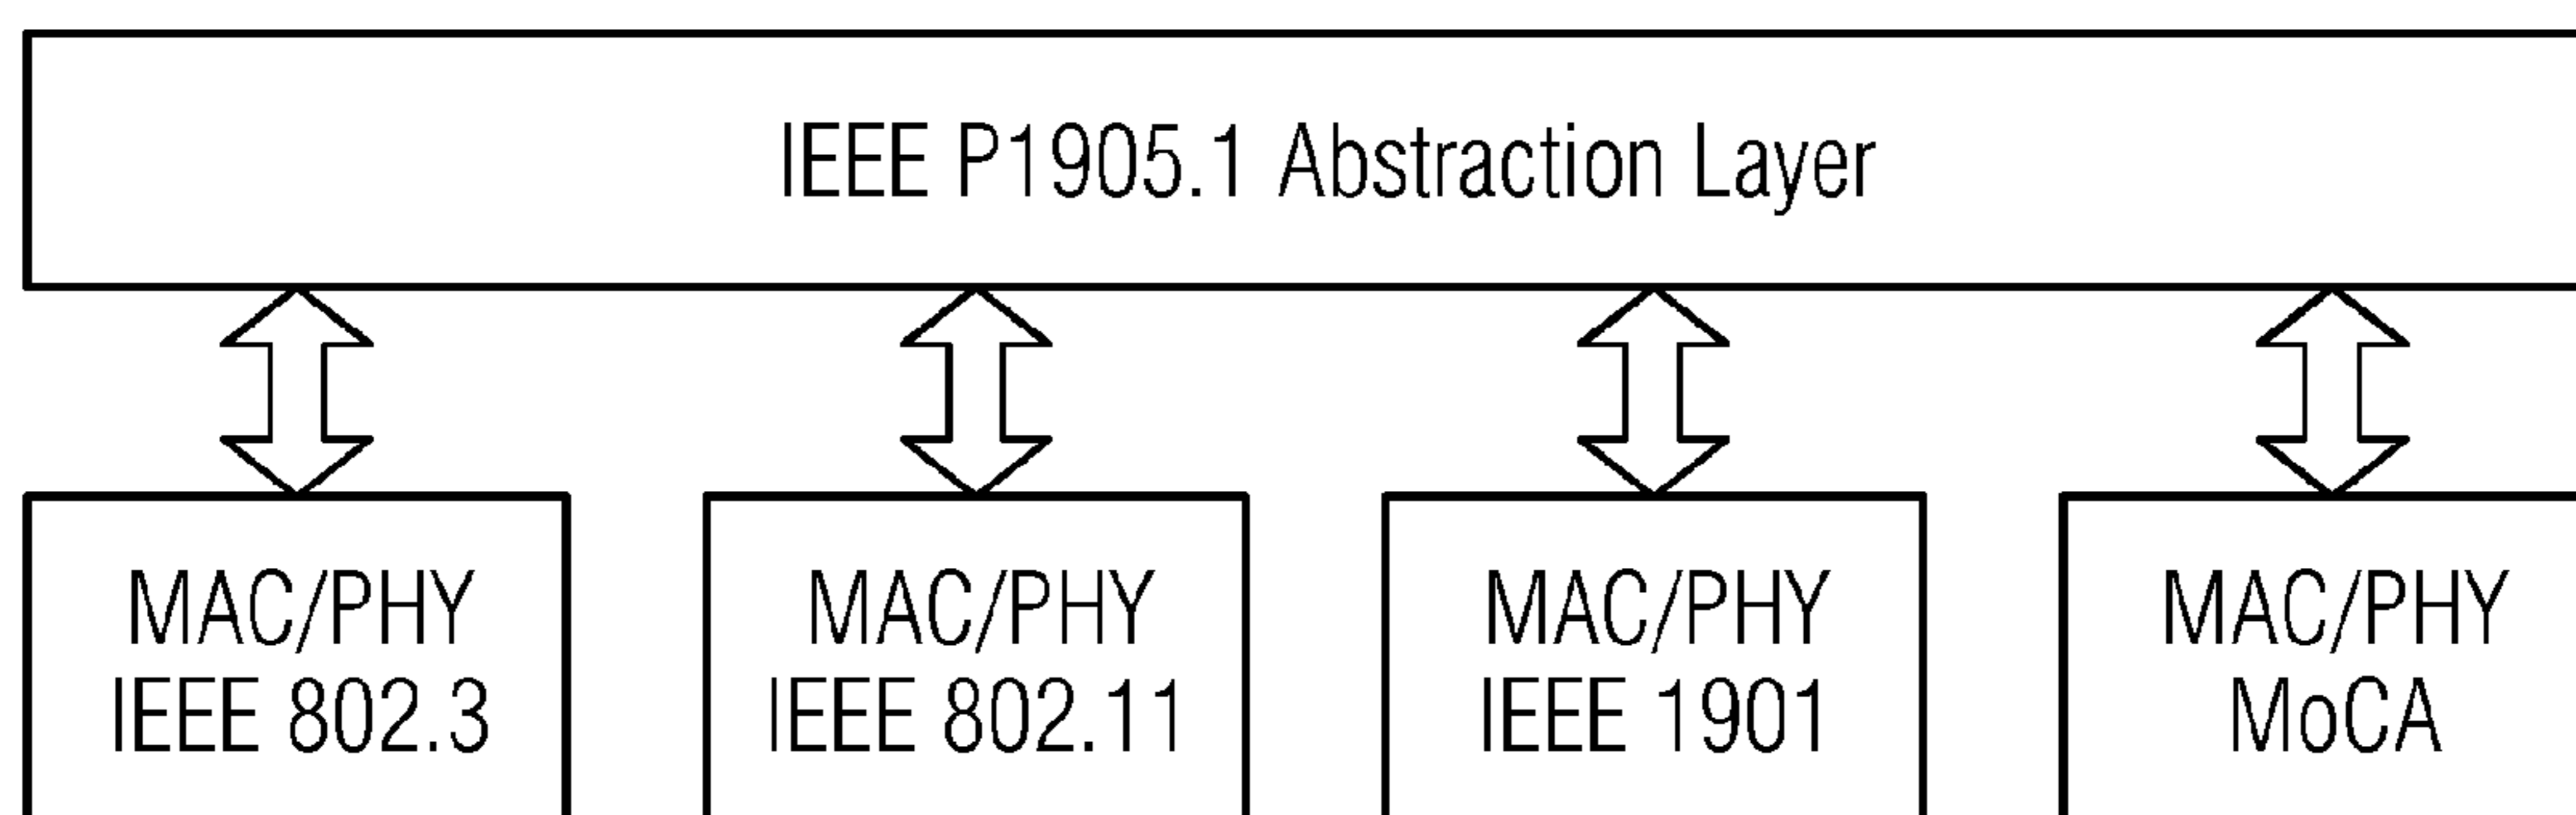 IEEE P1905.1 Abstraction Layer
MAC/PHY
IEEE 802.3
MAC/PHY
IEEE 802.11
MAC/PHY
IEEE 1901
MAC/PHY
MoCA